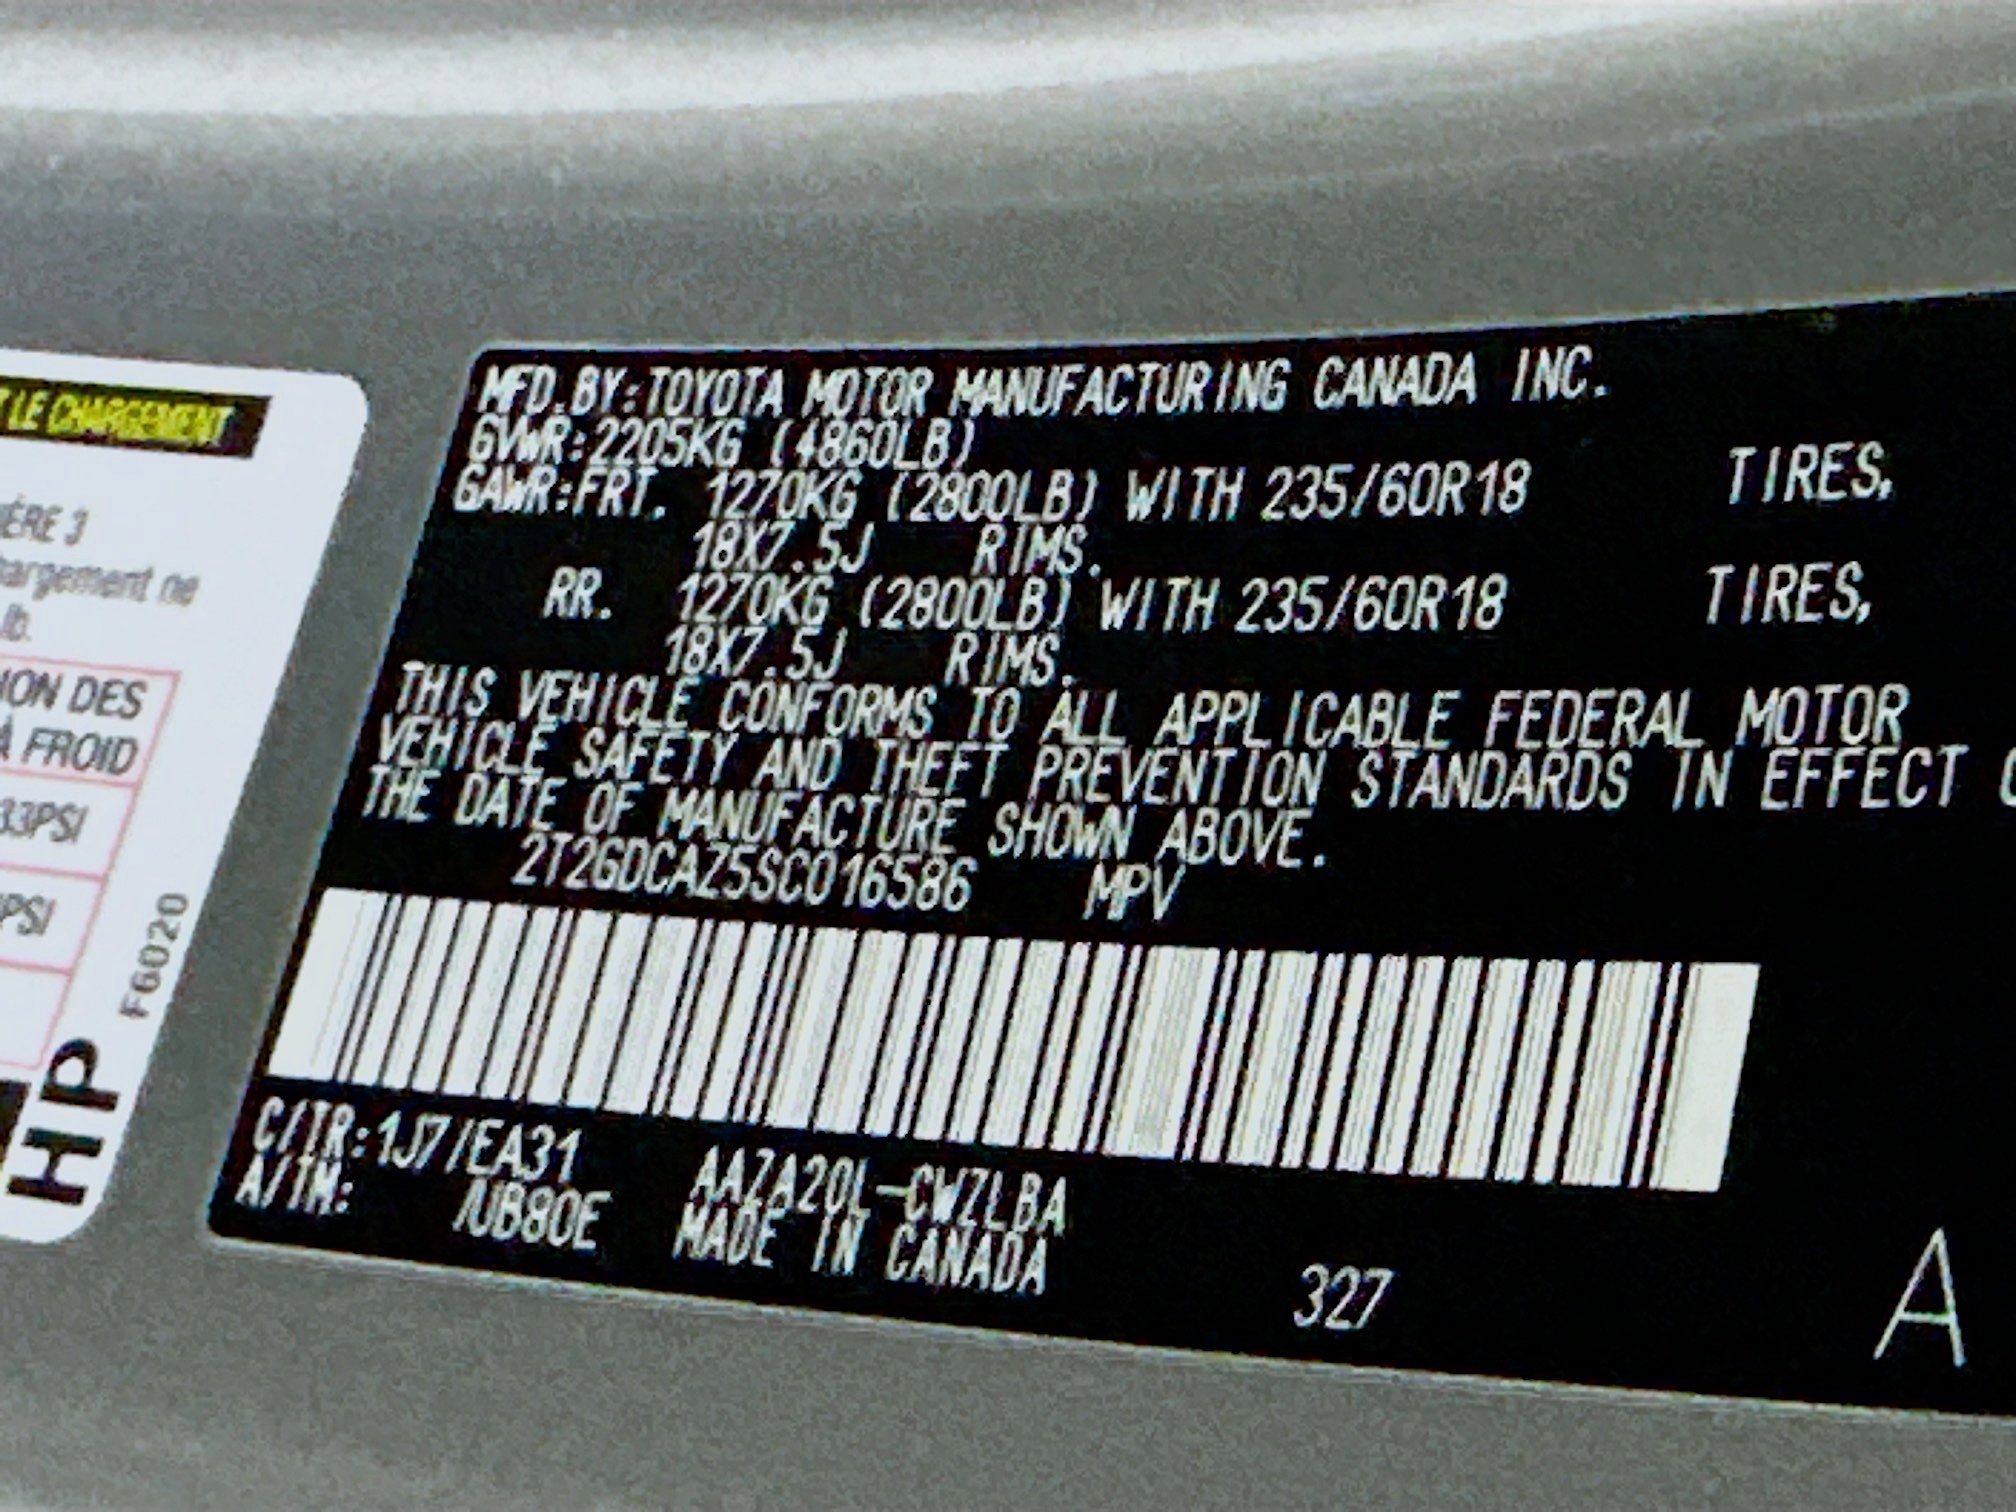 T LE CHARGEMENT
IÈRE 3
hargement ne
lb.
ION DES
À FROID
33PSI
PSI
F6020
HP
MFD.BY:TOYOTA MOTOR MANUFACTURING CANADA INC.
GVWR:2205KG (4860LB)
GAWR:FRT. 1270KG (2800LB) WITH 235/60R18 TIRES,
18X7.5J RIMS.
RR. 1270KG (2800LB) WITH 235/60R18 TIRES,
18X7.5J RIMS.
THIS VEHICLE CONFORMS TO ALL APPLICABLE FEDERAL MOTOR
VEHICLE SAFETY AND THEFT PREVENTION STANDARDS IN EFFECT O
THE DATE OF MANUFACTURE SHOWN ABOVE.
2T2GDCAZ5SC016586 MPV
C/TR:1J7/EA31 AAZA20L-CWZLBA
A/TM: /UB80E MADE IN CANADA
327
A